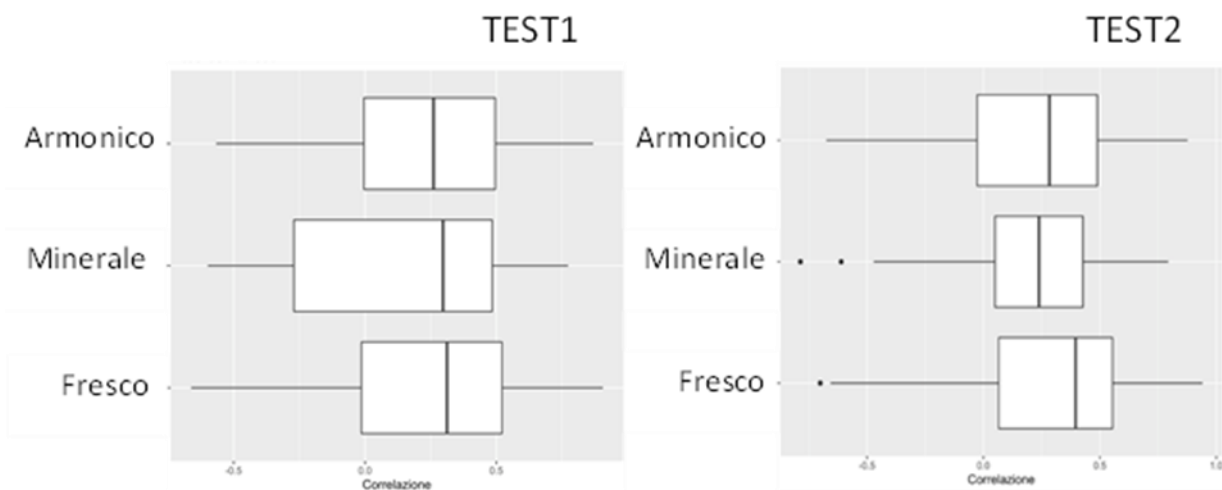 TEST1
Armonico
Minerale
Fresco
-0.5 0.0 0.5
Correlazione
TEST2
Armonico
Minerale
Fresco
-0.5 0.0 0.5 1.0
Correlazione